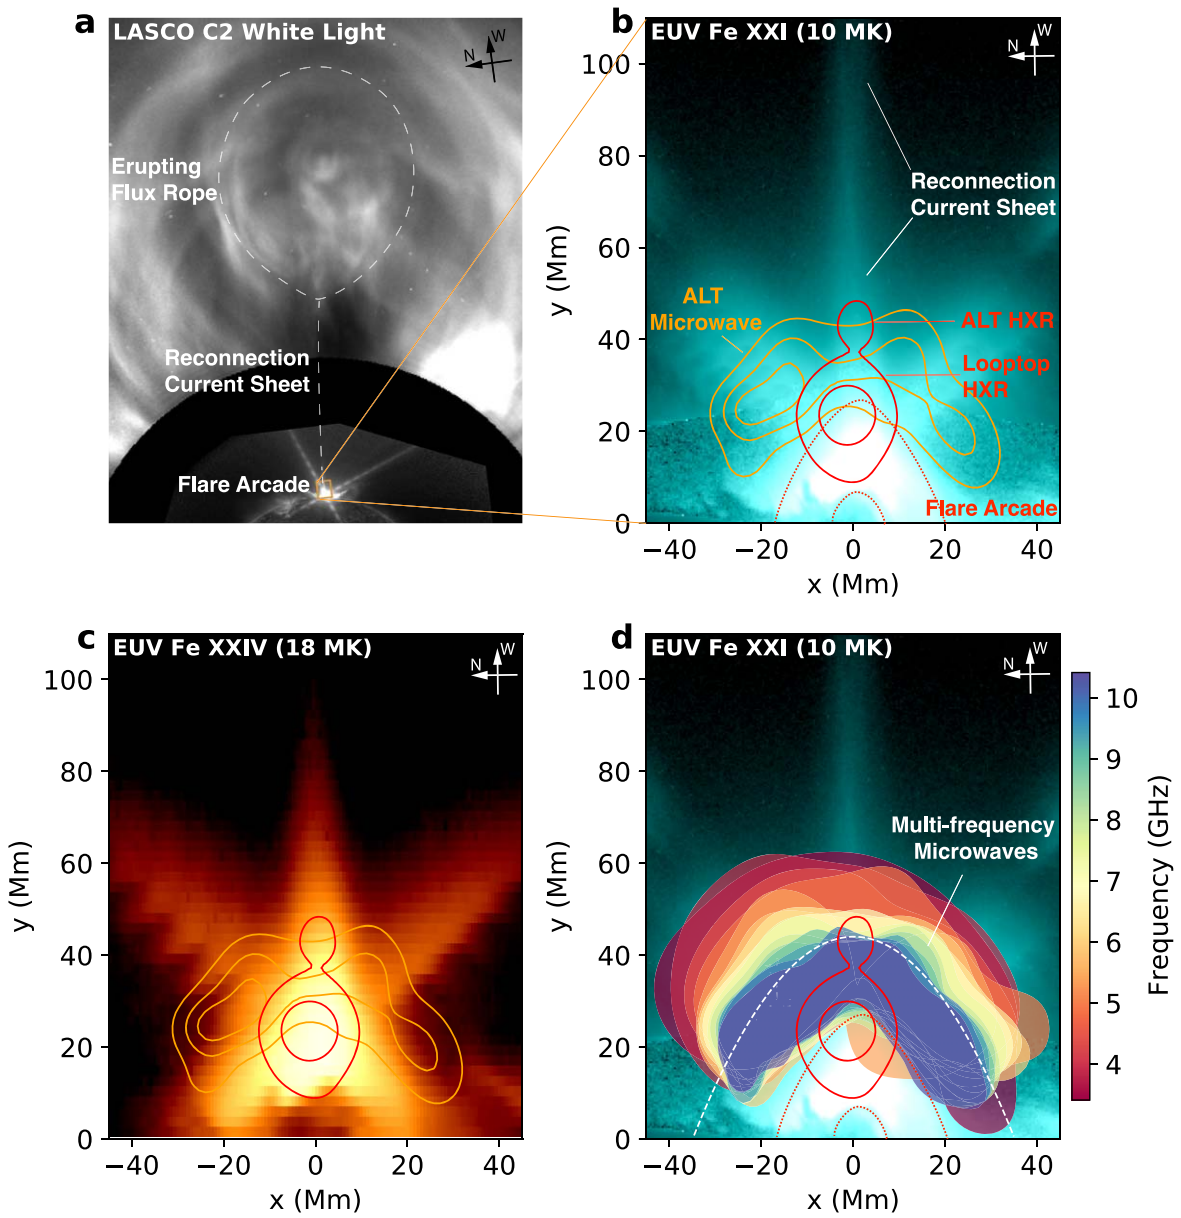 a
LASCO C2 White Light
N
W
Erupting
Flux Rope
Reconnection
Current Sheet
Flare Arcade
b
EUV Fe XXI (10 MK)
N
W
100
80
60
40
20
0
y (Mm)
Reconnection
Current Sheet
ALT
Microwave
ALT HXR
Looptop
HXR
Flare Arcade
−40
−20
0
20
40
x (Mm)
c
EUV Fe XXIV (18 MK)
N
W
100
80
60
40
20
0
y (Mm)
−40
−20
0
20
40
x (Mm)
d
EUV Fe XXI (10 MK)
N
W
100
80
60
40
20
0
y (Mm)
Multi-frequency
Microwaves
−40
−20
0
20
40
x (Mm)
10
9
8
7
6
5
4
Frequency (GHz)